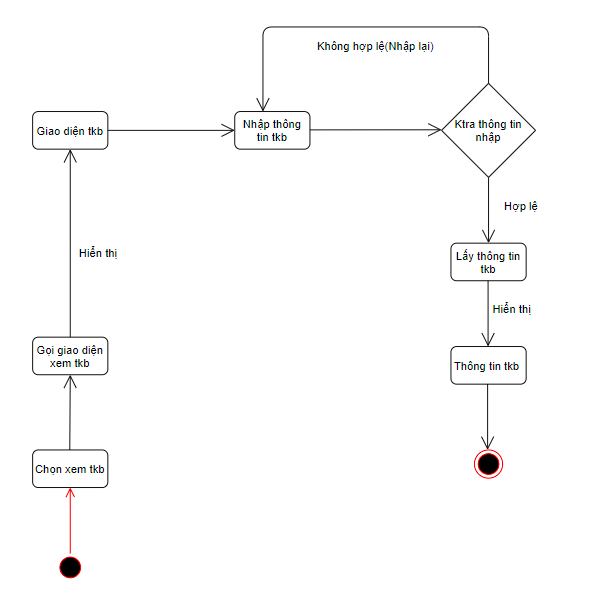 Không hợp lệ(Nhập lại)
Giao diện tkb
Nhập thông
tin tkb
Ktra thông tin
nhập
Hợp lệ
Hiển thị
Lấy thông tin
tkb
Hiển thị
Gọi giao diện
xem tkb
Thông tin tkb
Chọn xem tkb